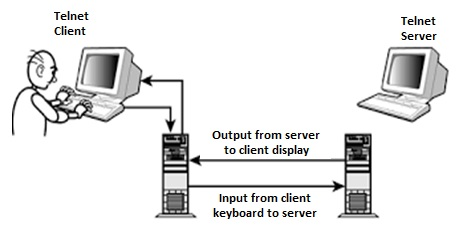 Telnet
Client
Telnet
Server
Output from server
to client display
Input from client
keyboard to server